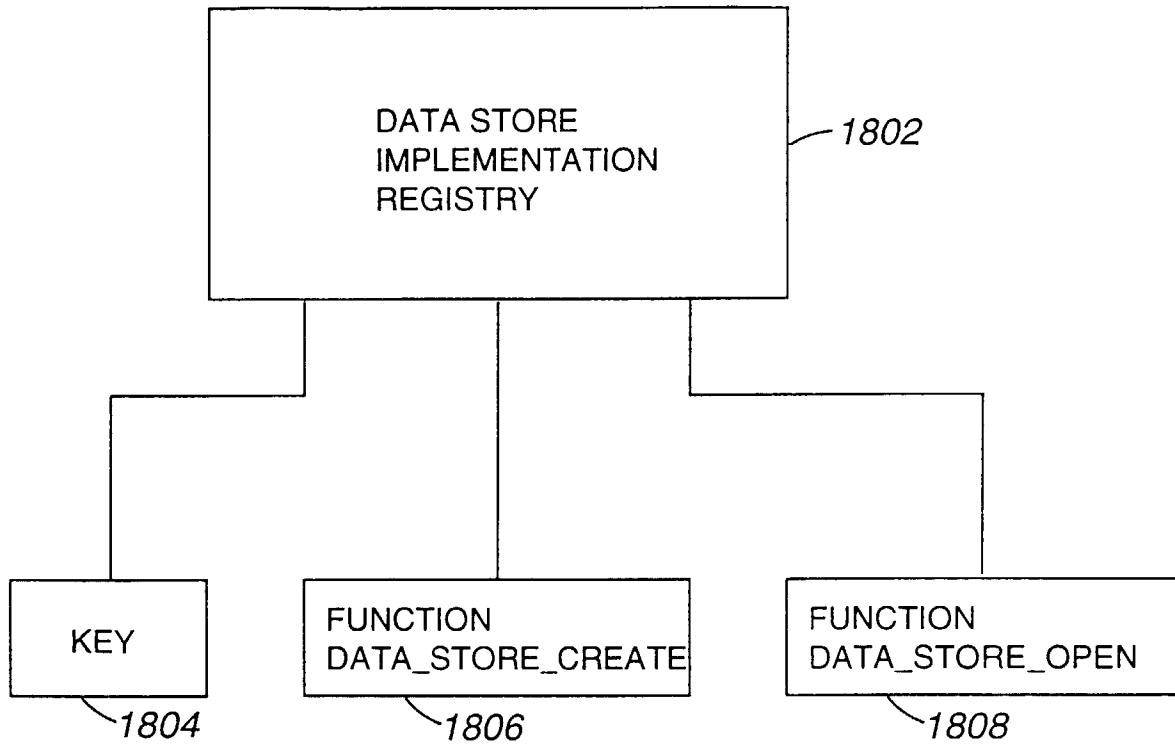 DATA STORE
IMPLEMENTATION
REGISTRY
1802
KEY
1804
FUNCTION
DATA_STORE_CREATE
1806
FUNCTION
DATA_STORE_OPEN
1808